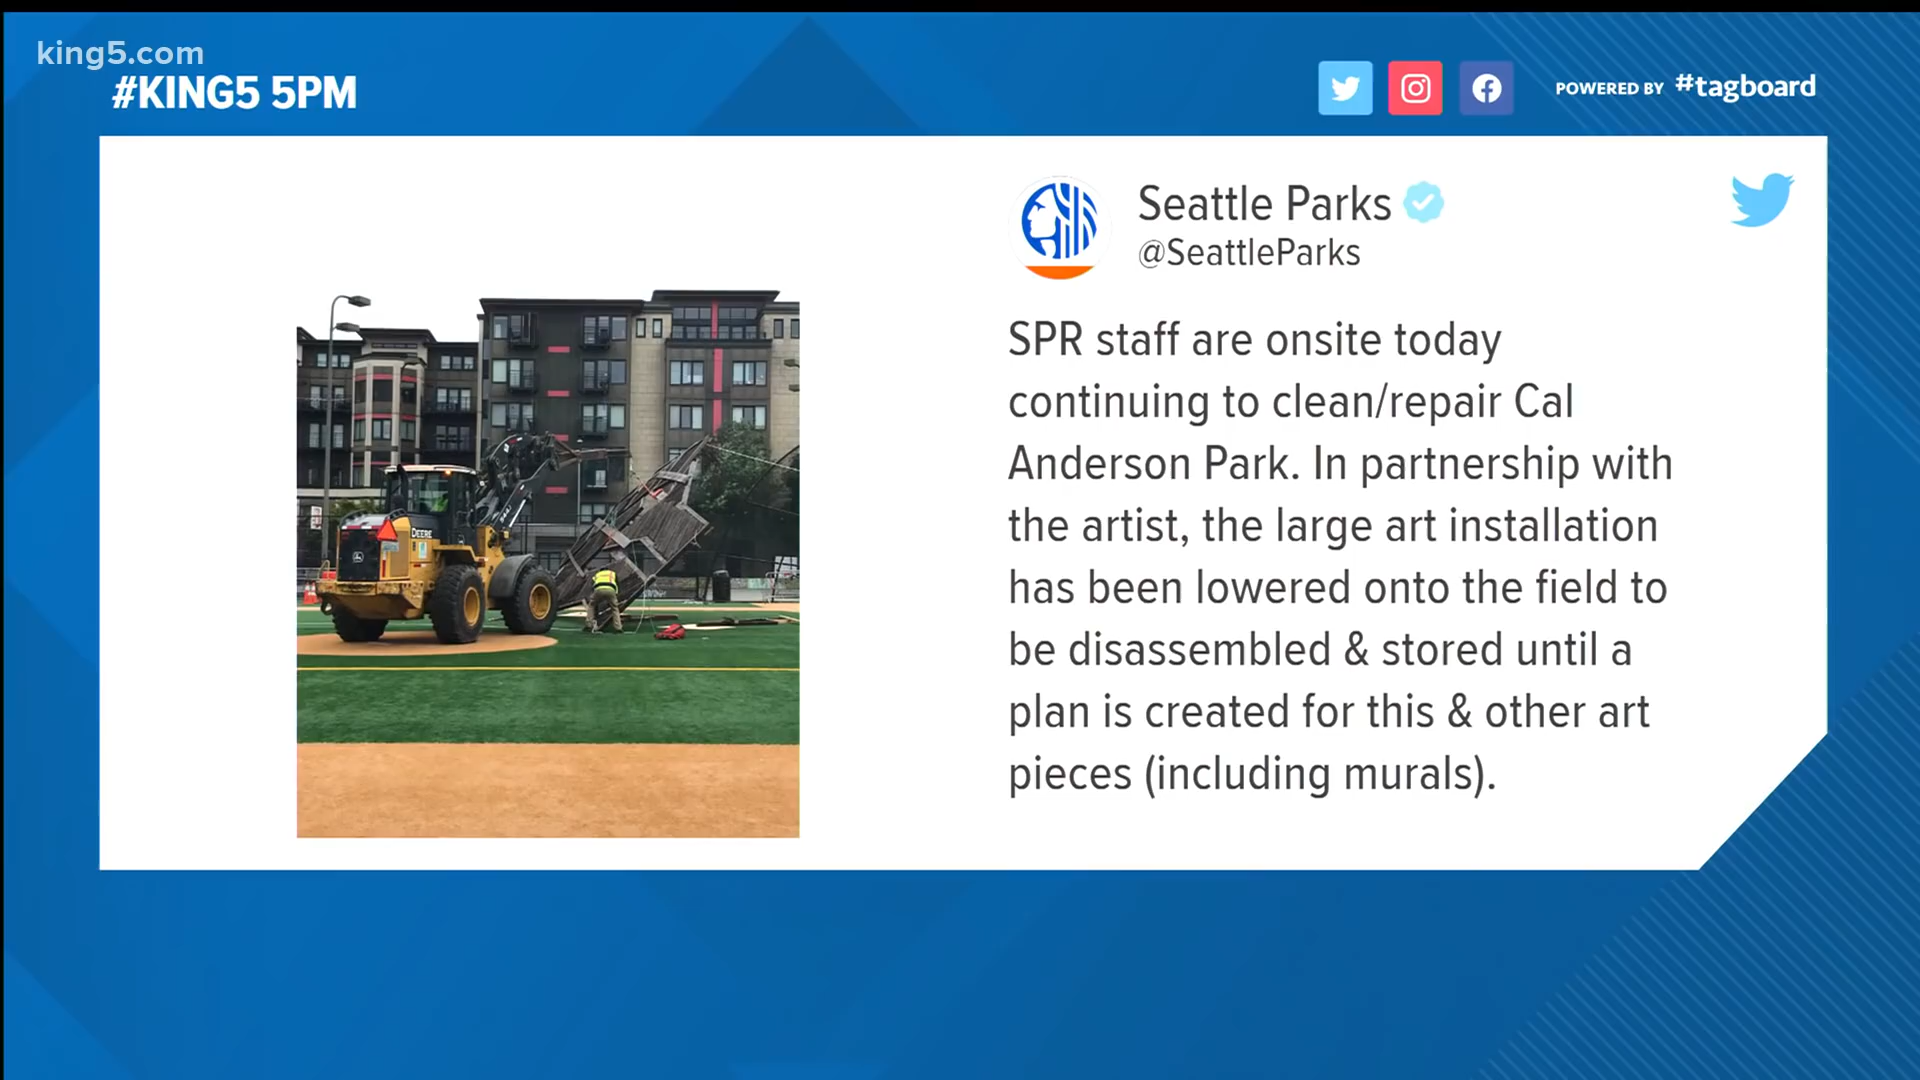 king5.com
#KING5 5PM
POWERED BY #tagboard
Seattle Parks
@SeattleParks
SPR staff are onsite today
continuing to clean/repair Cal
Anderson Park. In partnership with
the artist, the large art installation
has been lowered onto the field to
be disassembled & stored until a
plan is created for this & other art
pieces (including murals).
DEERE